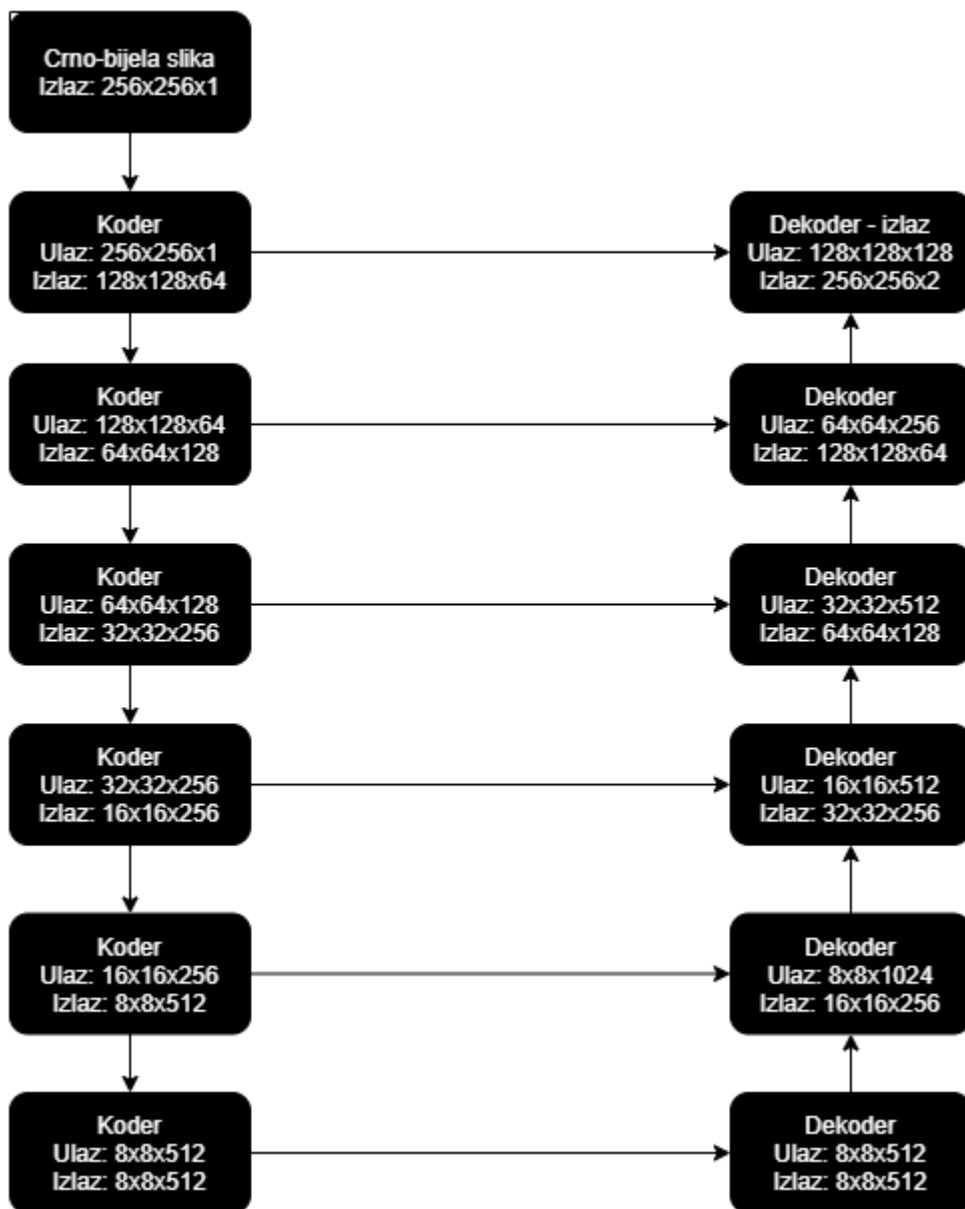 Crno-bijela slika
Izlaz: 256x256x1
Koder
Ulaz: 256x256x1
Izlaz: 128x128x64
Dekoder - izlaz
Ulaz: 128x128x128
Izlaz: 256x256x2
Koder
Ulaz: 128x128x64
Izlaz: 64x64x128
Dekoder
Ulaz: 64x64x256
Izlaz: 128x128x64
Koder
Ulaz: 64x64x128
Izlaz: 32x32x256
Dekoder
Ulaz: 32x32x512
Izlaz: 64x64x128
Koder
Ulaz: 32x32x256
Izlaz: 16x16x256
Dekoder
Ulaz: 16x16x512
Izlaz: 32x32x256
Koder
Ulaz: 16x16x256
Izlaz: 8x8x512
Dekoder
Ulaz: 8x8x1024
Izlaz: 16x16x256
Koder
Ulaz: 8x8x512
Izlaz: 8x8x512
Dekoder
Ulaz: 8x8x512
Izlaz: 8x8x512